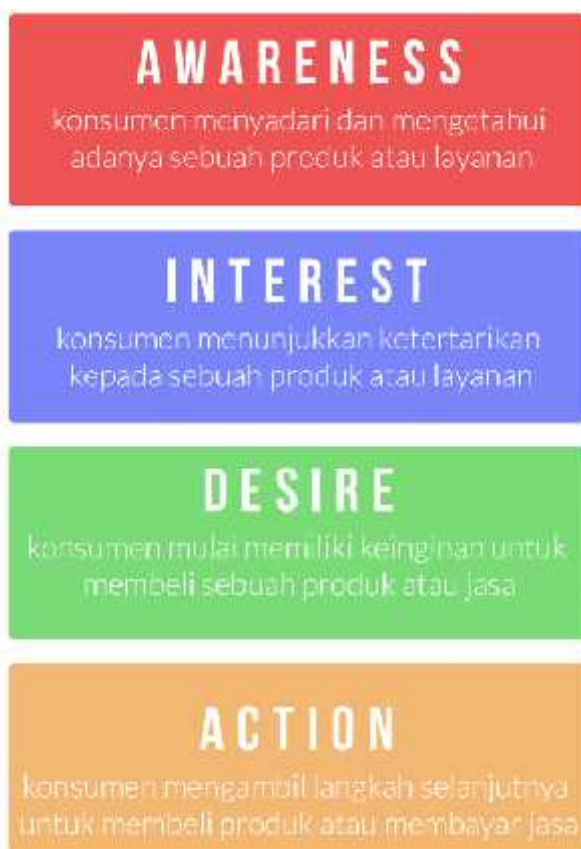 AWARENESS
konsumen menyadari dan mengetahui
adanya sebuah produk atau layanan
INTEREST
konsumen menunjukkan ketertarikan
kepada sebuah produk atau layanan
DESIRE
konsumen mulai memiliki keinginan untuk
membeli sebuah produk atau jasa
ACTION
konsumen mengambil langkah selanjutnya
untuk membeli produk atau membayar jasa